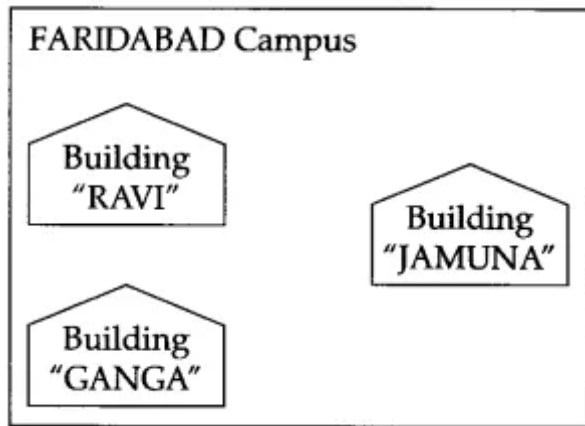 FARIDABAD Campus
Building
“RAVI”
Building
“JAMUNA”
Building
“GANGA”